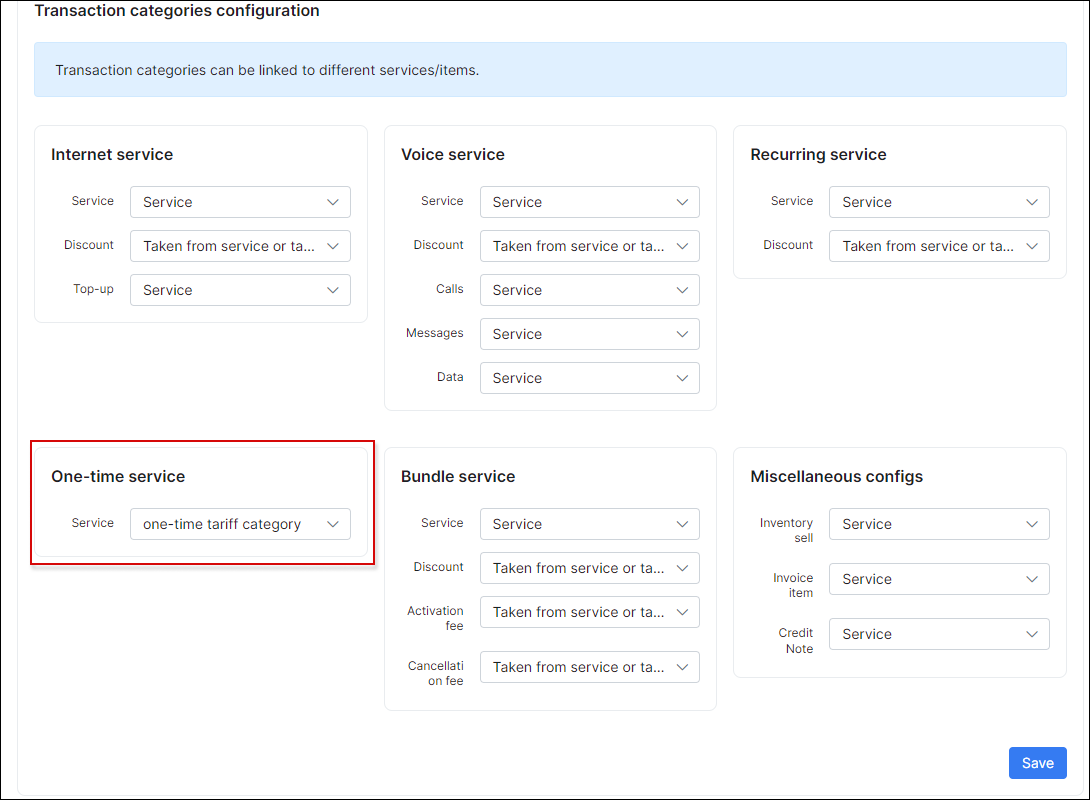 Transaction categories configuration
Transaction categories can be linked to different services/items.
Internet service
Service Service
Discount Taken from service or ta...
Top-up Service
Voice service
Service Service
Discount Taken from service or ta...
Calls Service
Messages Service
Data Service
Recurring service
Service Service
Discount Taken from service or ta...
One-time service
Service one-time tariff category
Bundle service
Service Service
Discount Taken from service or ta...
Activation
fee Taken from service or ta...
Cancellati
on fee Taken from service or ta...
Miscellaneous configs
Inventory
sell Service
Invoice
item Service
Credit
Note Service
Save